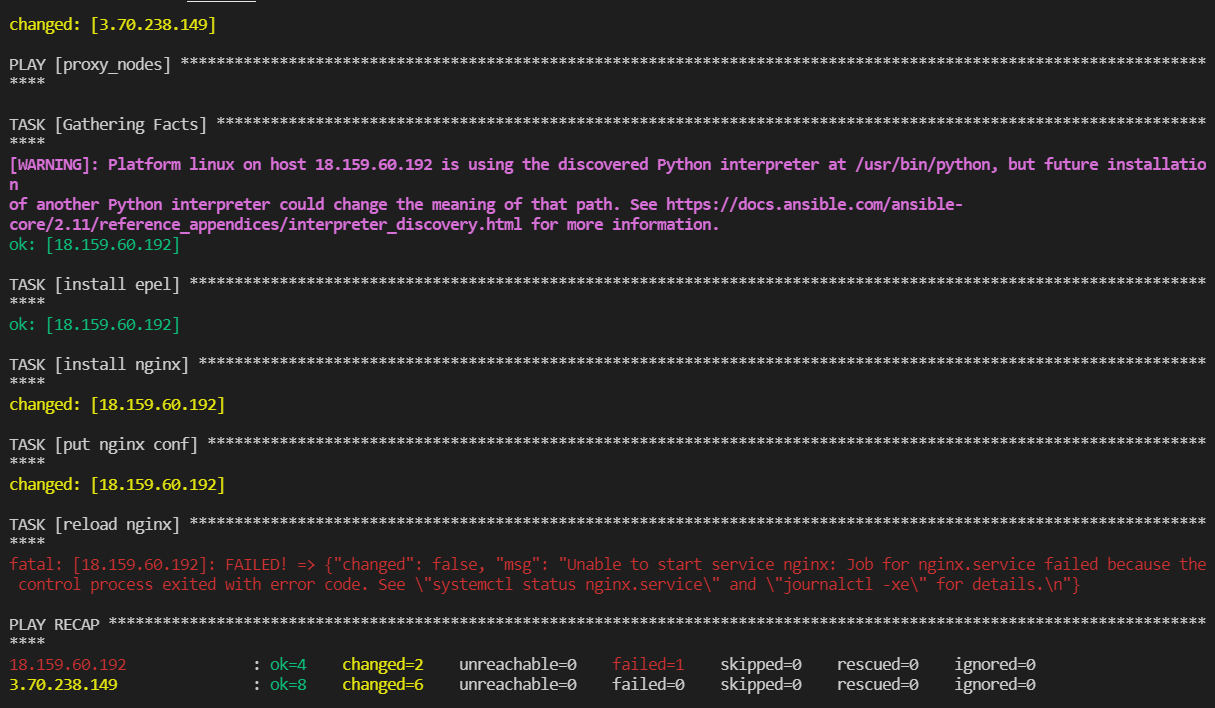 changed: [3.70.238.149]
PLAY [proxy_nodes] ******************************************************************************************************************
****
TASK [Gathering Facts] **************************************************************************************************************
****
[WARNING]: Platform linux on host 18.159.60.192 is using the discovered Python interpreter at /usr/bin/python, but future installatio
n
of another Python interpreter could change the meaning of that path. See https://docs.ansible.com/ansible-
core/2.11/reference_appendices/interpreter_discovery.html for more information.
ok: [18.159.60.192]
TASK [install epel] *****************************************************************************************************************
****
ok: [18.159.60.192]
TASK [install nginx] ****************************************************************************************************************
****
changed: [18.159.60.192]
TASK [put nginx conf] ***************************************************************************************************************
****
changed: [18.159.60.192]
TASK [reload nginx] *****************************************************************************************************************
****
fatal: [18.159.60.192]: FAILED! => {"changed": false, "msg": "Unable to start service nginx: Job for nginx.service failed because the
 control process exited with error code. See \"systemctl status nginx.service\" and \"journalctl -xe\" for details.\n"}
PLAY RECAP **************************************************************************************************************************
****
18.159.60.192              : ok=4    changed=2    unreachable=0    failed=1    skipped=0    rescued=0    ignored=0
3.70.238.149               : ok=8    changed=6    unreachable=0    failed=0    skipped=0    rescued=0    ignored=0